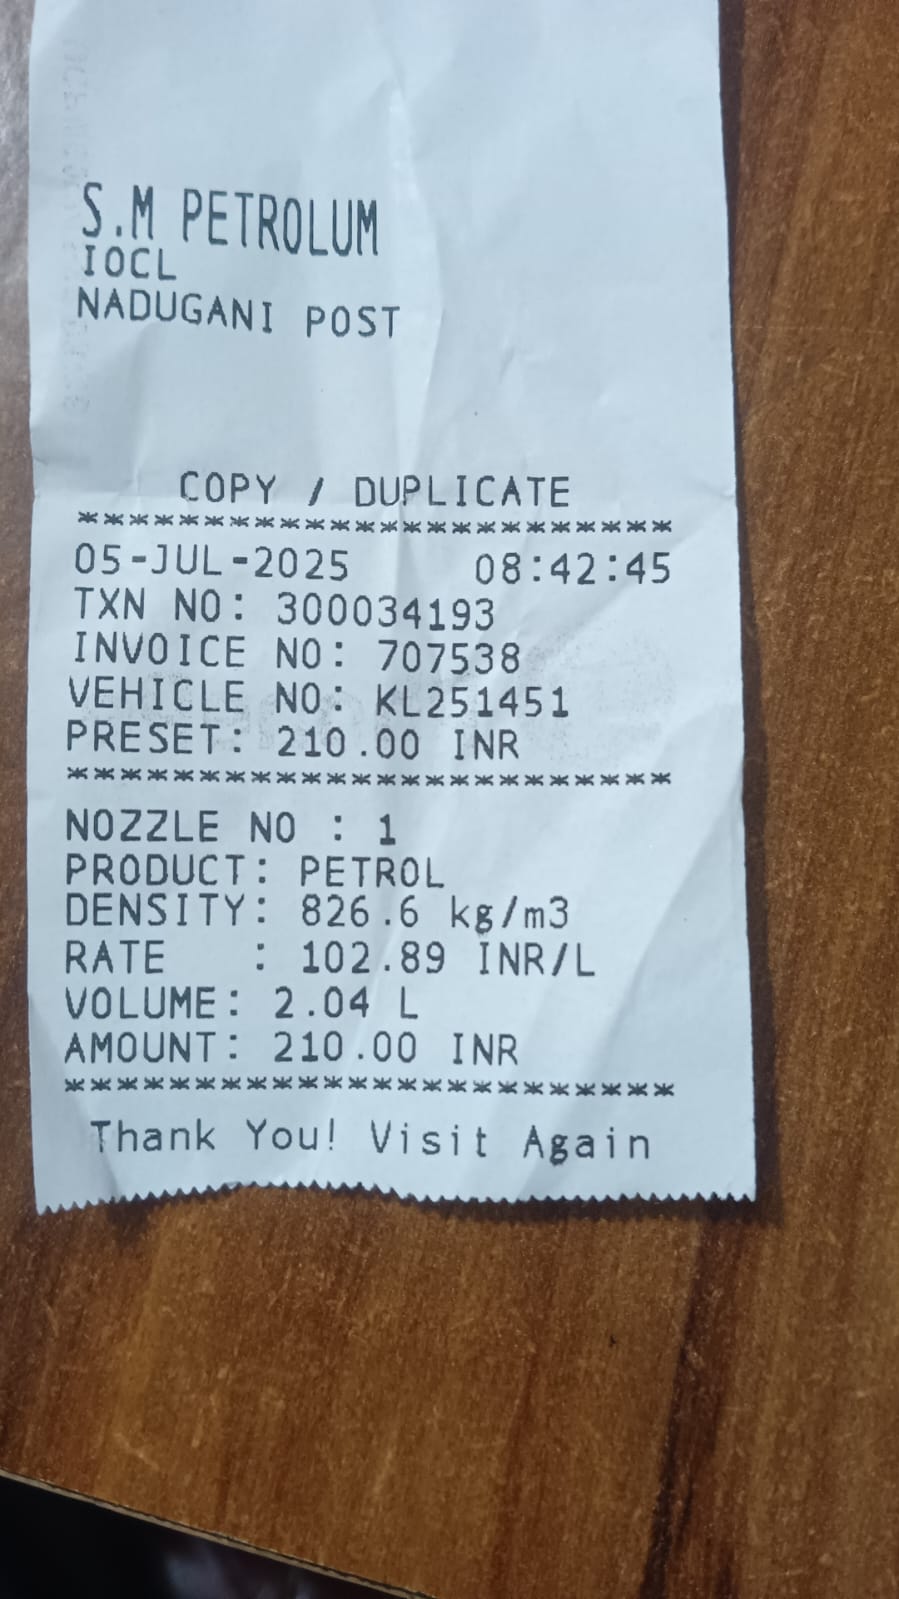 S.M PETROLUM
IOCL
NADUGANI POST
COPY / DUPLICATE
************************
05-JUL-2025 08:42:45
TXN NO: 300034193
INVOICE NO: 707538
VEHICLE NO: KL251451
PRESET: 210.00 INR
************************
NOZZLE NO : 1
PRODUCT: PETROL
DENSITY: 826.6 kg/m3
RATE : 102.89 INR/L
VOLUME: 2.04 L
AMOUNT: 210.00 INR
************************
Thank You! Visit Again